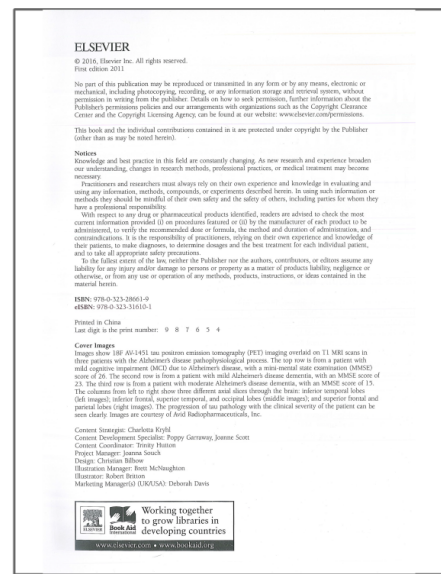 ELSEVIER
© 2016, Elsevier Inc. All rights reserved.
First edition 2011
No part of this publication may be reproduced or transmitted in any form or by any means, electronic or
mechanical, including photocopying, recording, or any information storage and retrieval system, without
permission in writing from the publisher. Details on how to seek permission, further information about the
Publisher's permissions policies and our arrangements with organizations such as the Copyright Clearance
Center and the Copyright Licensing Agency, can be found at our website: www.elsevier.com/permissions.
This book and the individual contributions contained in it are protected under copyright by the Publisher
(other than as may be noted herein).
Notices
Knowledge and best practice in this field are constantly changing. As new research and experience broaden
our understanding, changes in research methods, professional practices, or medical treatment may become
necessary.
Practitioners and researchers must always rely on their own experience and knowledge in evaluating and
using any information, methods, compounds, or experiments described herein. In using such information or
methods they should be mindful of their own safety and the safety of others, including parties for whom they
have a professional responsibility.
With respect to any drug or pharmaceutical products identified, readers are advised to check the most
current information provided (i) on procedures featured or (ii) by the manufacturer of each product to be
administered, to verify the recommended dose or formula, the method and duration of administration, and
contraindications. It is the responsibility of practitioners, relying on their own experience and knowledge of
their patients, to make diagnoses, to determine dosages and the best treatment for each individual patient,
and to take all appropriate safety precautions.
To the fullest extent of the law, neither the Publisher nor the authors, contributors, or editors assume any
liability for any injury and/or damage to persons or property as a matter of products liability, negligence or
otherwise, or from any use or operation of any methods, products, instructions, or ideas contained in the
material herein.
ISBN: 978-0-323-28661-9
eISBN: 978-0-323-31610-1
Printed in China
Last digit is the print number: 9 8 7 6 5 4
Cover Images
Images show 18F AV-1451 tau positron emission tomography (PET) imaging overlaid on T1 MRI scans in
three patients with the Alzheimer's disease pathophysiological process. The top row is from a patient with
mild cognitive impairment (MCI) due to Alzheimer's disease, with a mini-mental state examination (MMSE)
score of 26. The second row is from a patient with mild Alzheimer's disease dementia, with an MMSE score of
23. The third row is from a patient with moderate Alzheimer's disease dementia, with an MMSE score of 15.
The columns from left to right show three different axial slices through the brain: inferior temporal lobes
(left images); inferior frontal, superior temporal, and occipital lobes (middle images); and superior frontal and
parietal lobes (right images). The progression of tau pathology with the clinical severity of the patient can be
seen clearly. Images are courtesy of Avid Radiopharmaceuticals, Inc.
Content Strategist: Charlotta Kryhl
Content Development Specialist: Poppy Garraway, Joanne Scott
Content Coordinator: Trinity Hutton
Project Manager: Joanna Souch
Design: Christian Bilbow
Illustration Manager: Brett McNaughton
Illustrator: Robert Britton
Marketing Manager(s) (UK/USA): Deborah Davis
ELSEVIER
Book Aid
International
Working together
to grow libraries in
developing countries
www.elsevier.com • www.bookaid.org